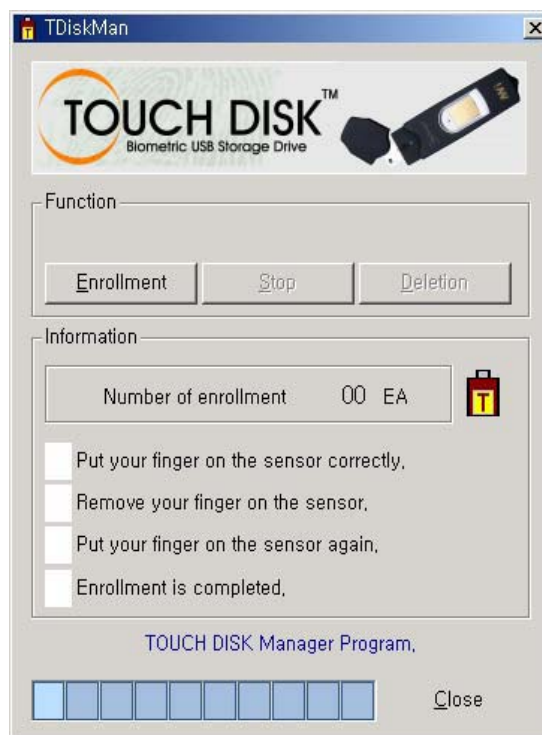 TDiskMan
TOUCH DISK™
Biometric USB Storage Drive
Function
Enrollment Stop Deletion
Information
Number of enrollment 00 EA
T
Put your finger on the sensor correctly,
Remove your finger on the sensor,
Put your finger on the sensor again,
Enrollment is completed,
TOUCH DISK Manager Program,
Close